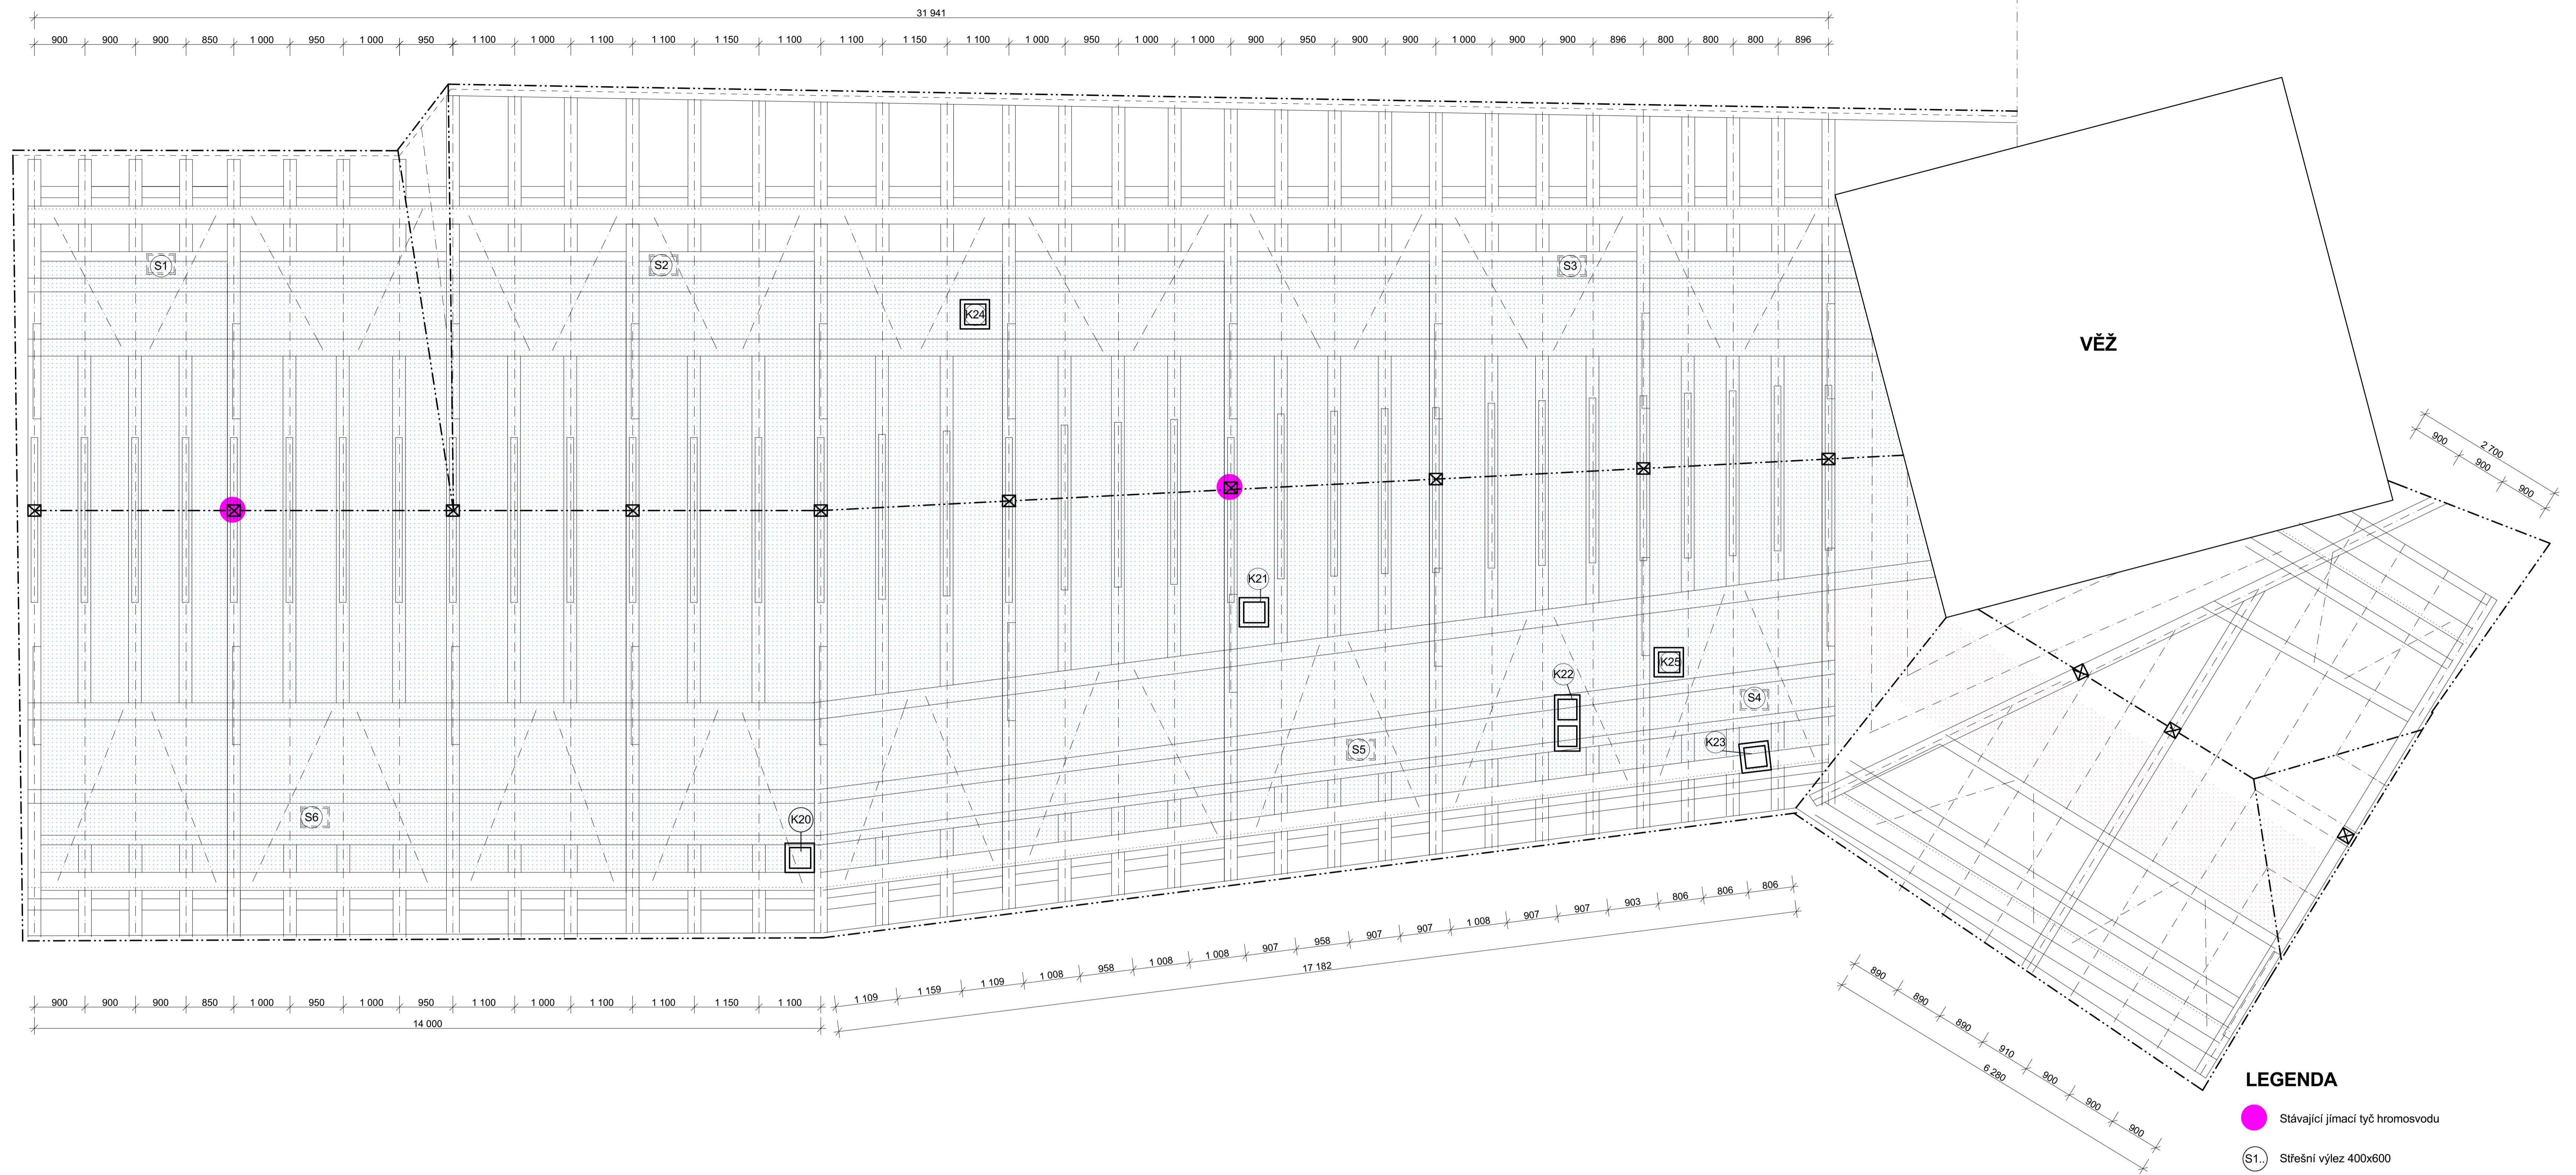 31 941
900 900 900 850 1 000 950 1 000 950 1 100 1 000 1 100 1 100 1 150 1 100 1 100 1 150 1 100 1 000 950 1 000 1 000 900 950 900 900 1 000 900 900 896 800 800 800 896
S1 S2 S3
K24
VĚŽ
2 700
900 900 900
K21
K25
K22
S4
K23
S5
S6
K20
1 109 1 159 1 109 1 008 958 1 008 1 008 907 958 907 907 1 008 907 907 903 806 806 806
17 182
900 900 900 850 1 000 950 1 000 950 1 100 1 000 1 100 1 100 1 150 1 100
14 000
890 890 890 910 900 900 900
6 280
LEGENDA
Stávající jímací tyč hromosvodu
S1.. Střešní výlez 400x600